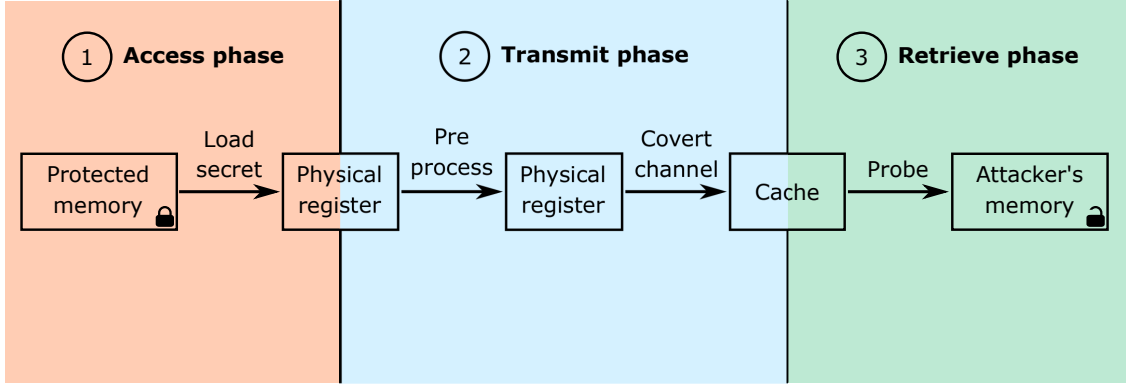 1 Access phase
2 Transmit phase
3 Retrieve phase
Load
secret
Pre
process
Covert
channel
Probe
Protected
memory
Physical
register
Physical
register
Cache
Attacker's
memory